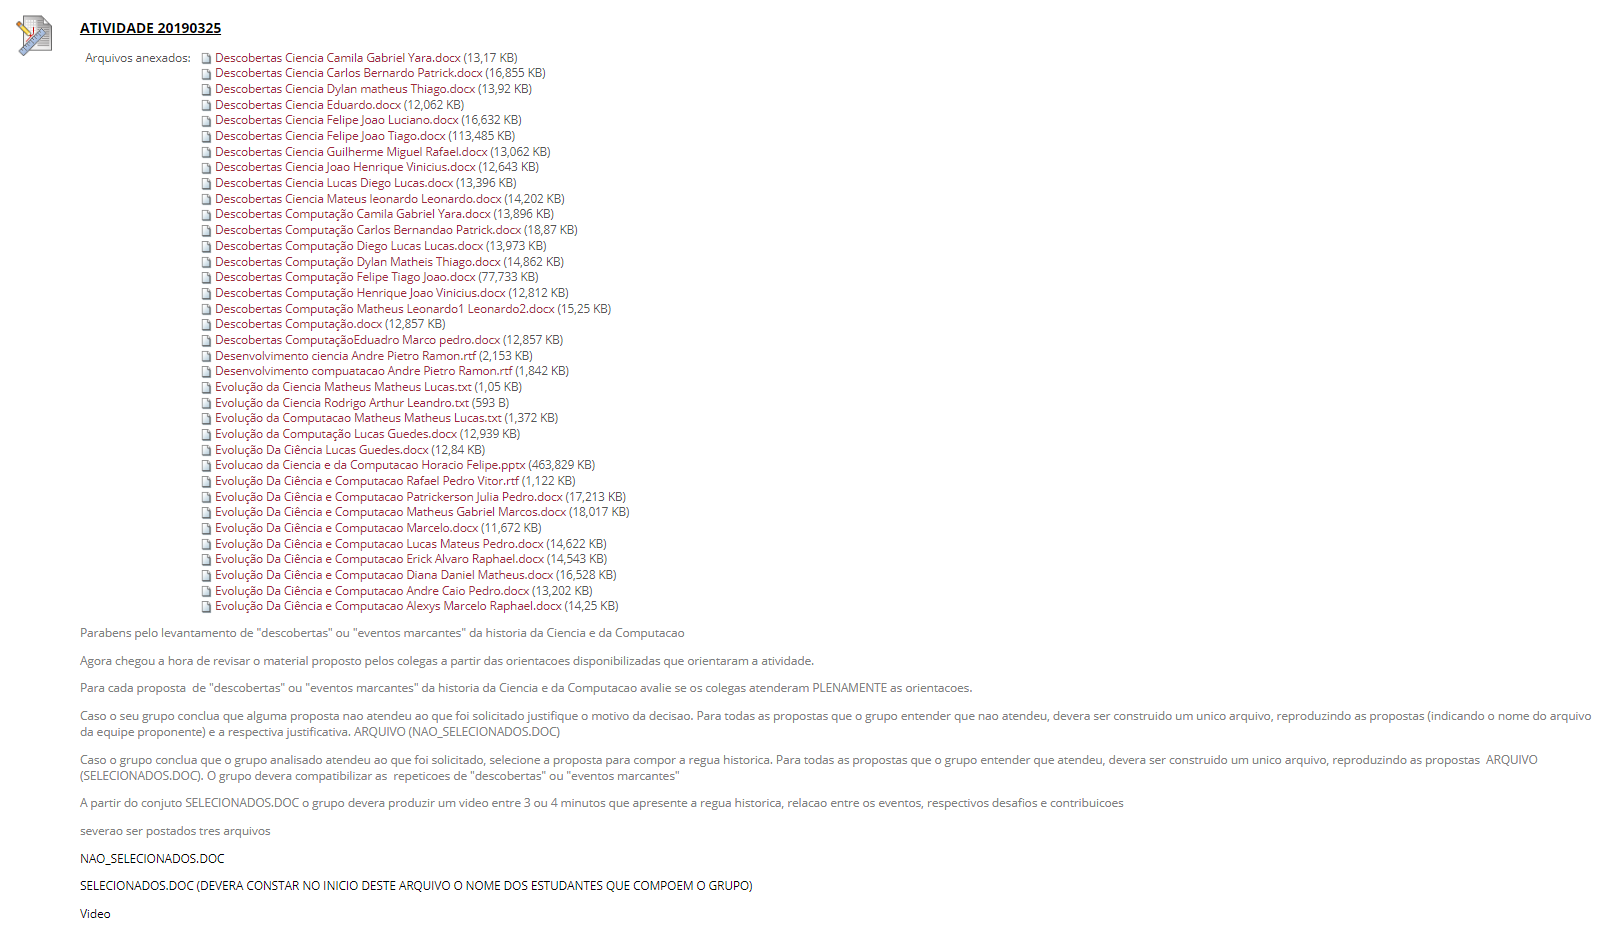 ATIVIDADE 20190325
Arquivos anexados:
Descobertas Ciencia Camila Gabriel Yara.docx (13,17 KB)
Descobertas Ciencia Carlos Bernardo Patrick.docx (16,855 KB)
Descobertas Ciencia Dylan matheus Thiago.docx (13,92 KB)
Descobertas Ciencia Eduardo.docx (12,062 KB)
Descobertas Ciencia Felipe Joao Luciano.docx (16,632 KB)
Descobertas Ciencia Felipe Joao Tiago.docx (113,485 KB)
Descobertas Ciencia Guilherme Miguel Rafael.docx (13,062 KB)
Descobertas Ciencia Joao Henrique Vinicius.docx (12,643 KB)
Descobertas Ciencia Lucas Diego Lucas.docx (13,396 KB)
Descobertas Ciencia Mateus leonardo Leonardo.docx (14,202 KB)
Descobertas Computação Camila Gabriel Yara.docx (13,896 KB)
Descobertas Computação Carlos Bernandao Patrick.docx (18,87 KB)
Descobertas Computação Diego Lucas Lucas.docx (13,973 KB)
Descobertas Computação Dylan Matheis Thiago.docx (14,862 KB)
Descobertas Computação Felipe Tiago Joao.docx (77,733 KB)
Descobertas Computação Henrique Joao Vinicius.docx (12,812 KB)
Descobertas Computação Matheus Leonardo1 Leonardo2.docx (15,25 KB)
Descobertas Computação.docx (12,857 KB)
Descobertas ComputaçãoEduadro Marco pedro.docx (12,857 KB)
Desenvolvimento ciencia Andre Pietro Ramon.rtf (2,153 KB)
Desenvolvimento compuatacao Andre Pietro Ramon.rtf (1,842 KB)
Evolução da Ciencia Matheus Matheus Lucas.txt (1,05 KB)
Evolução da Ciencia Rodrigo Arthur Leandro.txt (593 B)
Evolução da Computacao Matheus Matheus Lucas.txt (1,372 KB)
Evolução da Computação Lucas Guedes.docx (12,939 KB)
Evolução Da Ciência Lucas Guedes.docx (12,84 KB)
Evolucao da Ciencia e da Computacao Horacio Felipe.pptx (463,829 KB)
Evolução Da Ciência e Computacao Rafael Pedro Vitor.rtf (1,122 KB)
Evolução Da Ciência e Computacao Patrickerson Julia Pedro.docx (17,213 KB)
Evolução Da Ciência e Computacao Matheus Gabriel Marcos.docx (18,017 KB)
Evolução Da Ciência e Computacao Marcelo.docx (11,672 KB)
Evolução Da Ciência e Computacao Lucas Mateus Pedro.docx (14,622 KB)
Evolução Da Ciência e Computacao Erick Alvaro Raphael.docx (14,543 KB)
Evolução Da Ciência e Computacao Diana Daniel Matheus.docx (16,528 KB)
Evolução Da Ciência e Computacao Andre Caio Pedro.docx (13,202 KB)
Evolução Da Ciência e Computacao Alexys Marcelo Raphael.docx (14,25 KB)
Parabens pelo levantamento de "descobertas" ou "eventos marcantes" da historia da Ciencia e da Computacao
Agora chegou a hora de revisar o material proposto pelos colegas a partir das orientacoes disponibilizadas que orientaram a atividade.
Para cada proposta  de "descobertas" ou "eventos marcantes" da historia da Ciencia e da Computacao avalie se os colegas atenderam PLENAMENTE as orientacoes.
Caso o seu grupo conclua que alguma proposta nao atendeu ao que foi solicitado justifique o motivo da decisao. Para todas as propostas que o grupo entender que nao atendeu, devera ser construido um unico arquivo, reproduzindo as propostas (indicando o nome do arquivo
da equipe proponente) e a respectiva justificativa. ARQUIVO (NAO_SELECIONADOS.DOC)
Caso o grupo conclua que o grupo analisado atendeu ao que foi solicitado, selecione a proposta para compor a regua historica. Para todas as propostas que o grupo entender que atendeu, devera ser construido um unico arquivo, reproduzindo as propostas  ARQUIVO
(SELECIONADOS.DOC). O grupo devera compatibilizar as  repeticoes de "descobertas" ou "eventos marcantes"
A partir do conjuto SELECIONADOS.DOC o grupo devera produzir um video entre 3 ou 4 minutos que apresente a regua historica, relacao entre os eventos, respectivos desafios e contribuicoes
severao ser postados tres arquivos
NAO_SELECIONADOS.DOC
SELECIONADOS.DOC (DEVERA CONSTAR NO INICIO DESTE ARQUIVO O NOME DOS ESTUDANTES QUE COMPOEM O GRUPO)
Video